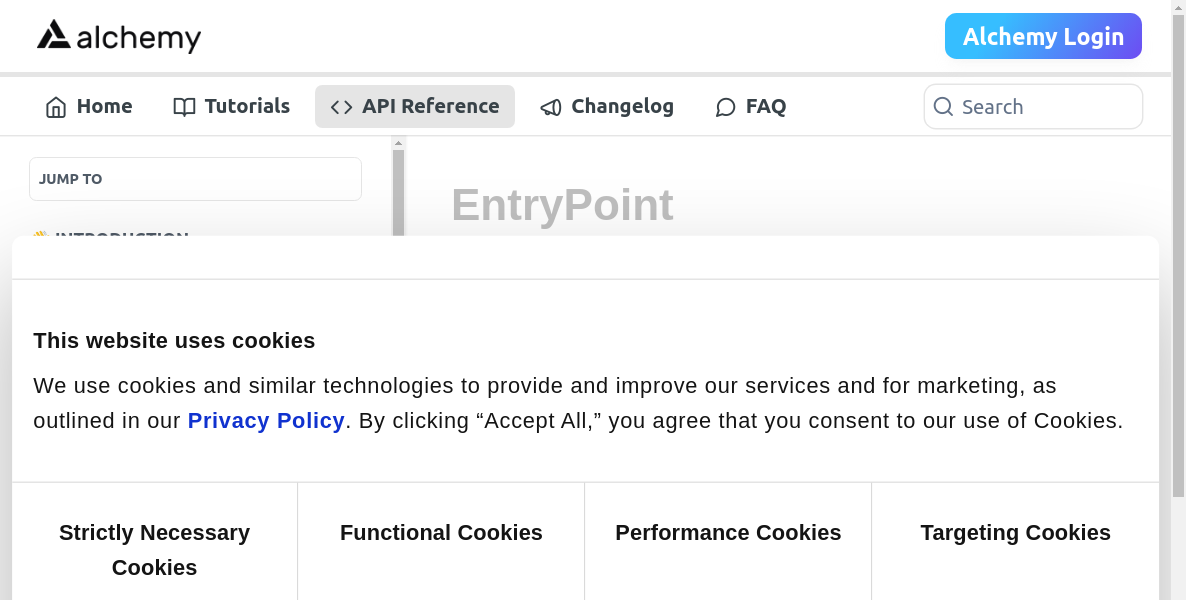 alchemy
Alchemy Login
Home
Tutorials
API Reference
Changelog
FAQ
Search
JUMP TO
EntryPoint
👋 INTRODUCTION
This website uses cookies
We use cookies and similar technologies to provide and improve our services and for marketing, as
outlined in our Privacy Policy. By clicking “Accept All,” you agree that you consent to our use of Cookies.
Strictly Necessary
Cookies
Functional Cookies
Performance Cookies
Targeting Cookies